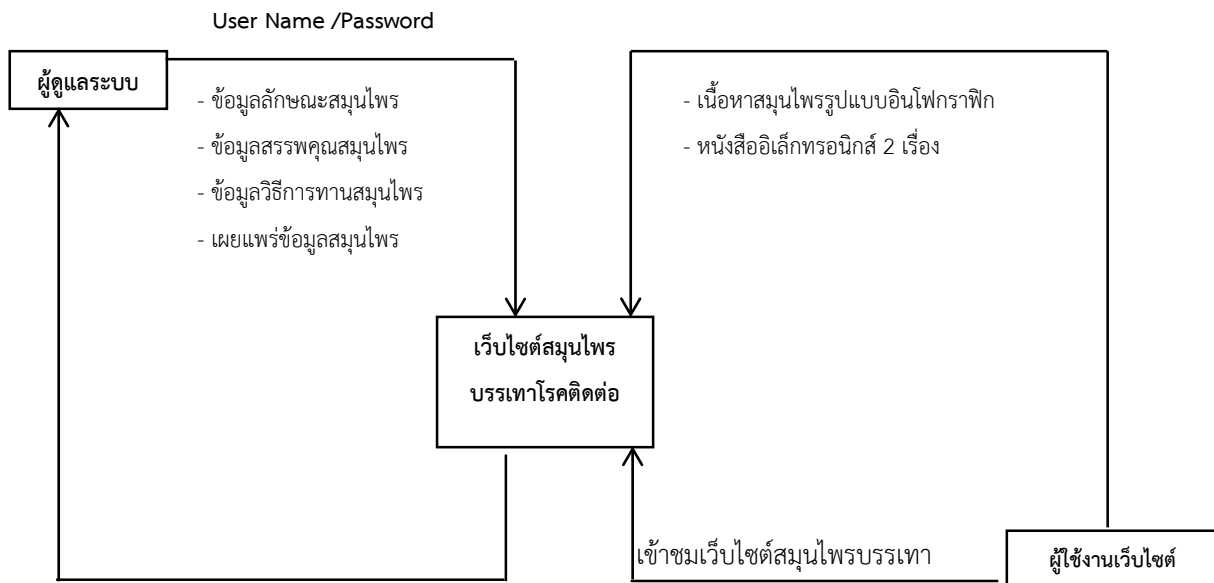 User Name /Password
ผู้ดูแลระบบ
- ข้อมูลลักษณะสมุนไพร
- ข้อมูลสรรพคุณสมุนไพร
- ข้อมูลวิธีการทานสมุนไพร
- เผยแพร่ข้อมูลสมุนไพร
- เนื้อหาสมุนไพรรูปแบบอินโฟกราฟิก
- หนังสืออิเล็กทรอนิกส์ 2 เรื่อง
เว็บไซต์สมุนไพร
บรรเทาโรคติดต่อ
เข้าชมเว็บไซต์สมุนไพรบรรเทา
ผู้ใช้งานเว็บไซต์